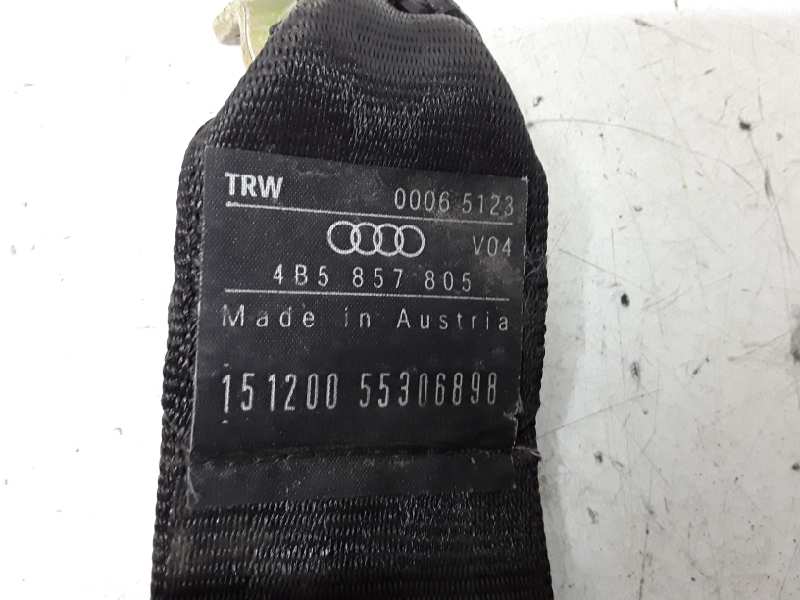 TRW 0006 5123
V04
4B5 857 805
Made in Austria
151200 55306898